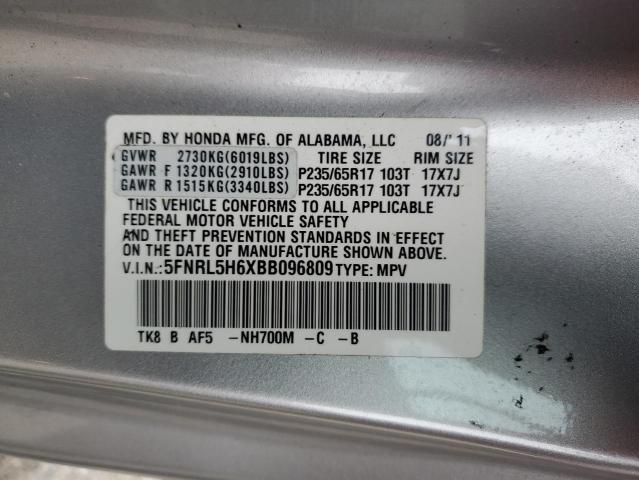 MFD. BY HONDA MFG. OF ALABAMA, LLC 08/'11
GVWR 2730KG(6019LBS) TIRE SIZE RIM SIZE
GAWR F 1320KG(2910LBS) P235/65R17 103T 17X7J
GAWR R 1515KG(3340LBS) P235/65R17 103T 17X7J
THIS VEHICLE CONFORMS TO ALL APPLICABLE
FEDERAL MOTOR VEHICLE SAFETY
AND THEFT PREVENTION STANDARDS IN EFFECT
ON THE DATE OF MANUFACTURE SHOWN ABOVE.
V.I.N.:5FNRL5H6XBB096809 TYPE: MPV
TK8 B AF5 -NH700M -C -B